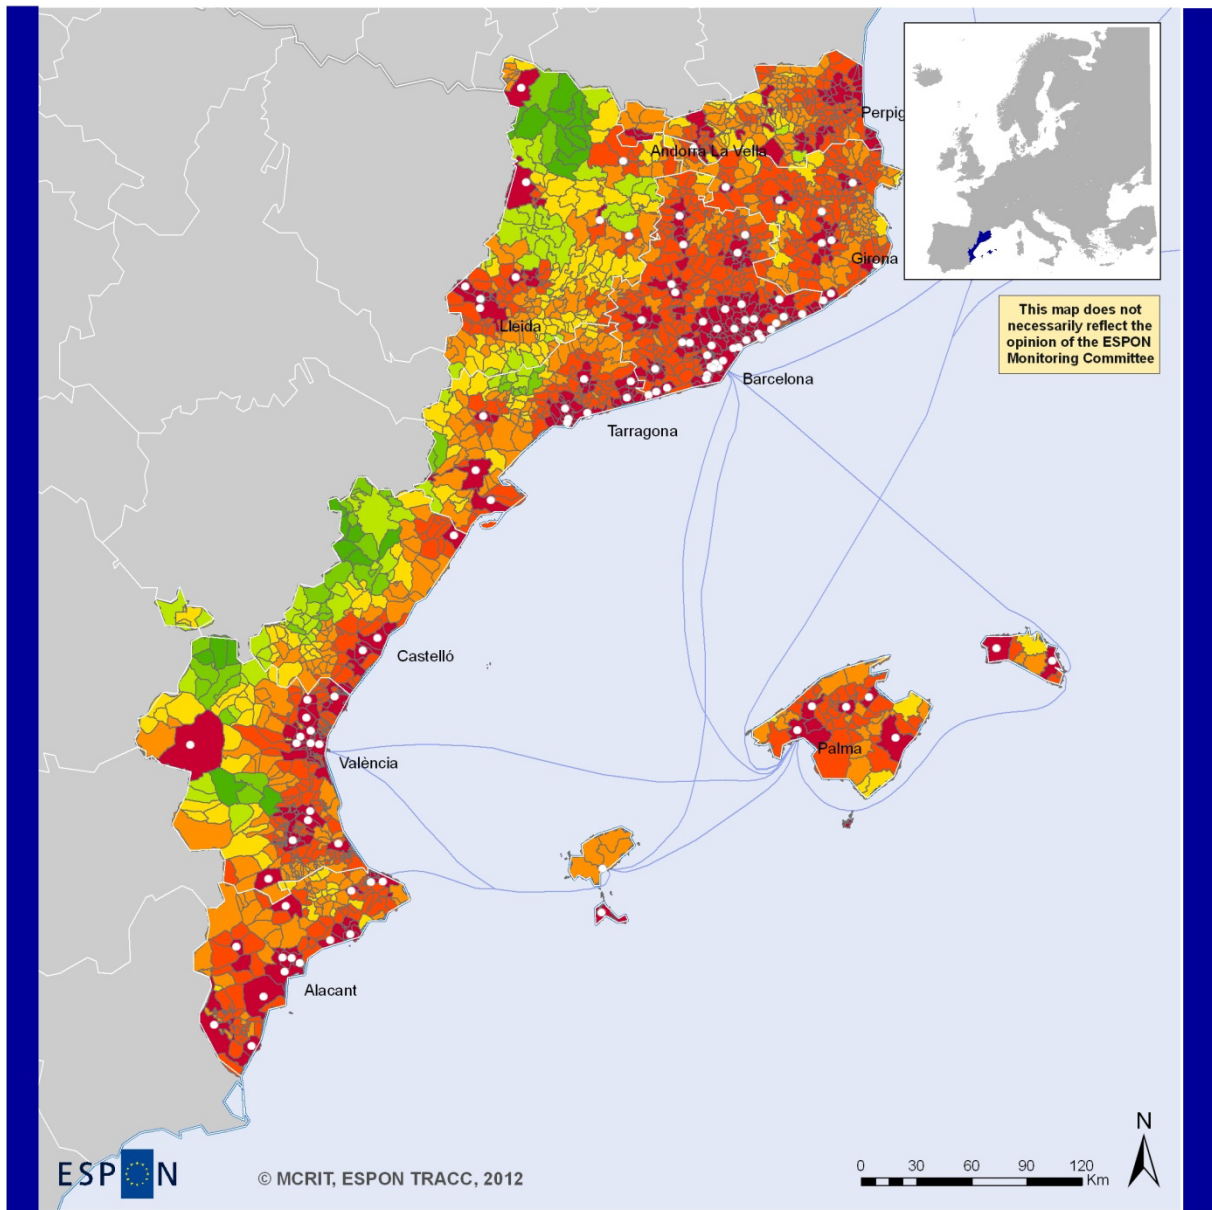 Perpig
Andorra La Vella
Girona
This map does not
necessarily reflect the
opinion of the ESPON
Monitoring Committee
Lleida
Barcelona
Tarragona
Castelló
Palma
València
Alacant
N
ESPON
© MCRIT, ESPON TRACC, 2012
0 30 60 90 120
Km